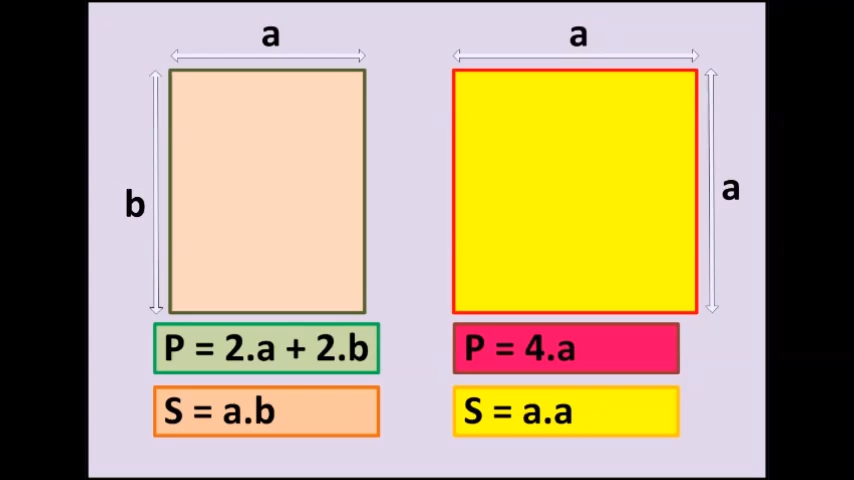 a
b
P = 2.a + 2.b
S = a.b
a
a
P = 4.a
S = a.a